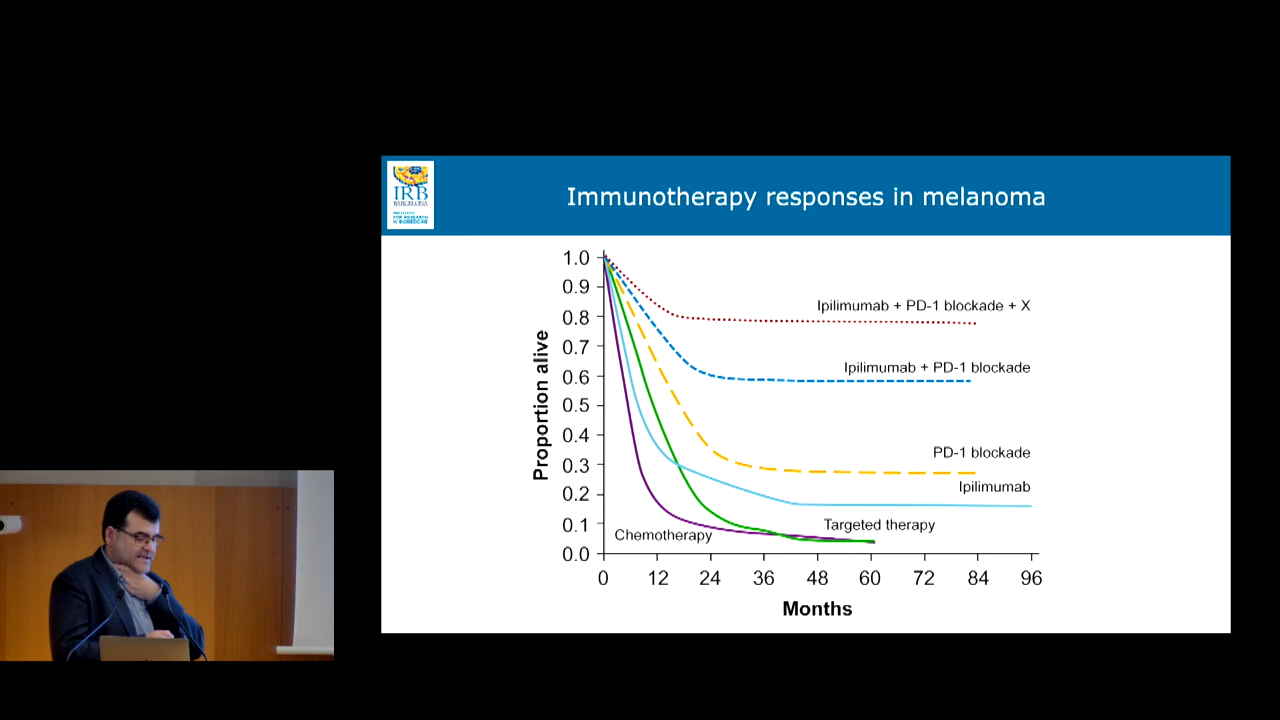 IRB
BARCELONA
INSTITUTE
FOR RESEARCH
IN BIOMEDICINE
Immunotherapy responses in melanoma
Proportion alive
1.0
0.9
0.8
0.7
0.6
0.5
0.4
0.3
0.2
0.1
0.0
Ipilimumab + PD-1 blockade + X
Ipilimumab + PD-1 blockade
PD-1 blockade
Ipilimumab
Targeted therapy
Chemotherapy
0 12 24 36 48 60 72 84 96
Months